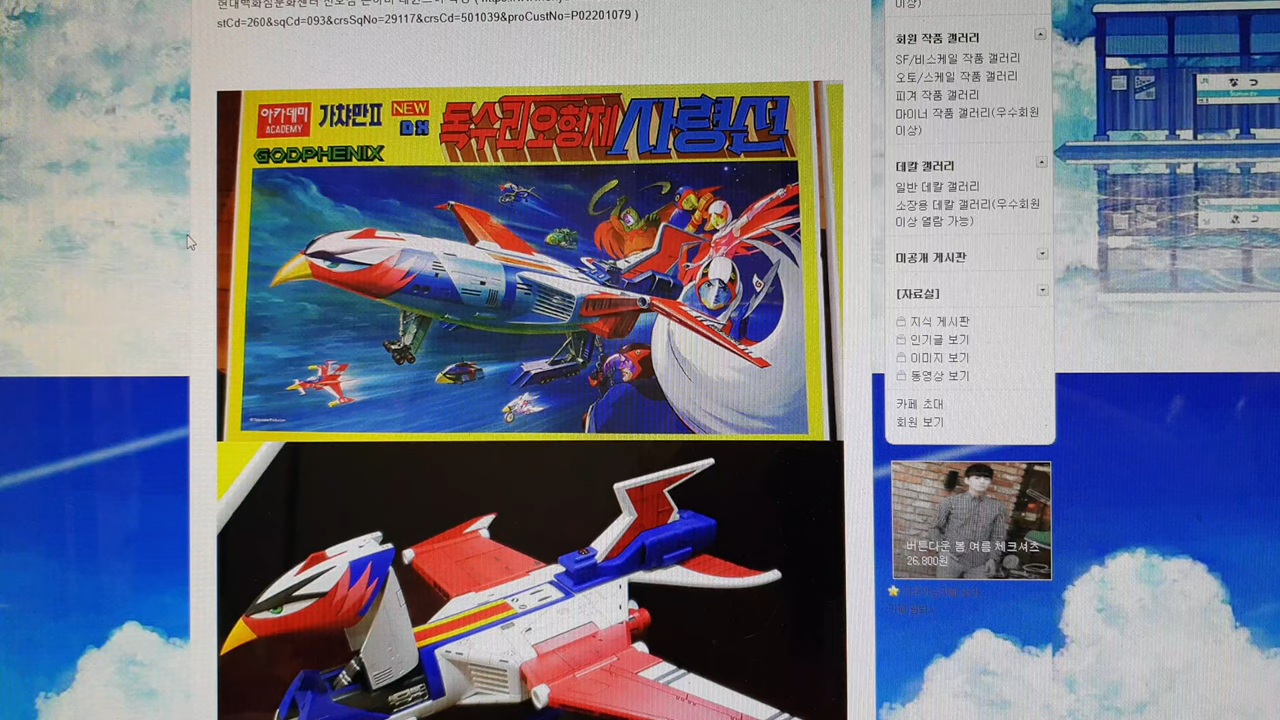 stCd=260&sqCd=093&crsSqNo=29117&crsCd=501039&proCustNo=P02201079 )
아카데미
ACADEMY
가챠만II
NEW
DX
독수리오형제
사령선
GODPHENIX
이상)
회원 작품 갤러리
SF/비스케일 작품 갤러리
오토/스케일 작품 갤러리
피겨 작품 갤러리
마이너 작품 갤러리(우수회원
이상)
데칼 갤러리
일반 데칼 갤러리
소장용 데칼 갤러리(우수회원
이상 열람 가능)
미공개 게시판
[자료실]
지식 게시판
인기글 보기
이미지 보기
동영상 보기
카페 초대
회원 보기
버튼다운 봄 여름 체크셔츠
26,800원
なつ